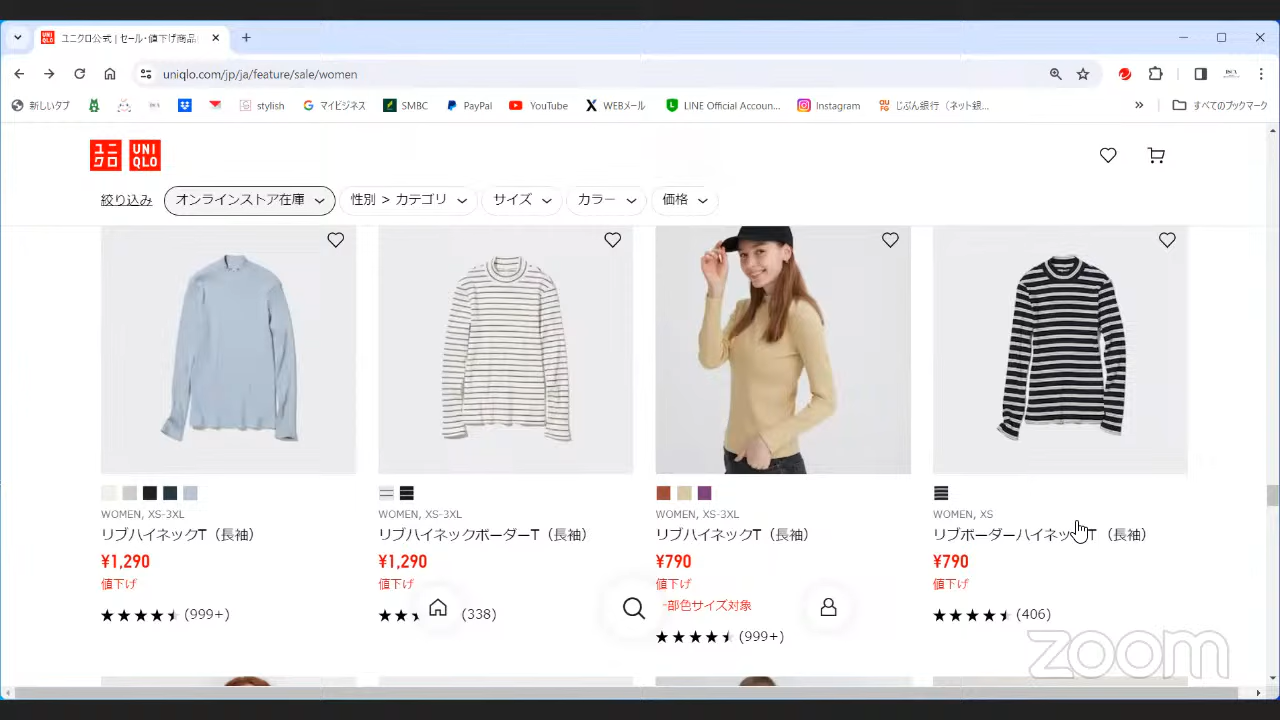 ユニクロ公式 | セール・値下げ商品
uniqlo.com/jp/ja/feature/sale/women
新しいタブ
stylish
マイビジネス
SMBC
PayPal
YouTube
WEBメール
LINE Official Accoun...
Instagram
じぶん銀行（ネット銀...
»
すべてのブックマーク
ユニクロ
UNIQLO
絞り込み
オンラインストア在庫
性別 > カテゴリ
サイズ
カラー
価格
WOMEN, XS-3XL
リブハイネックT（長袖）
¥1,290
値下げ
(999+)
WOMEN, XS-3XL
リブハイネックボーダーT（長袖）
¥1,290
値下げ
(338)
WOMEN, XS-3XL
リブハイネックT（長袖）
¥790
値下げ
一部色サイズ対象
(999+)
WOMEN, XS
リブボーダーハイネックT（長袖）
¥790
値下げ
(406)
zoom